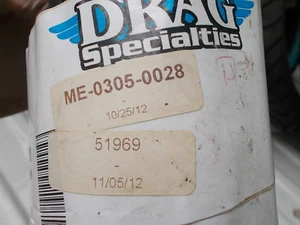 DRAG
Specialties
ME-0305-0028
10/25/12
51969
11/05/12